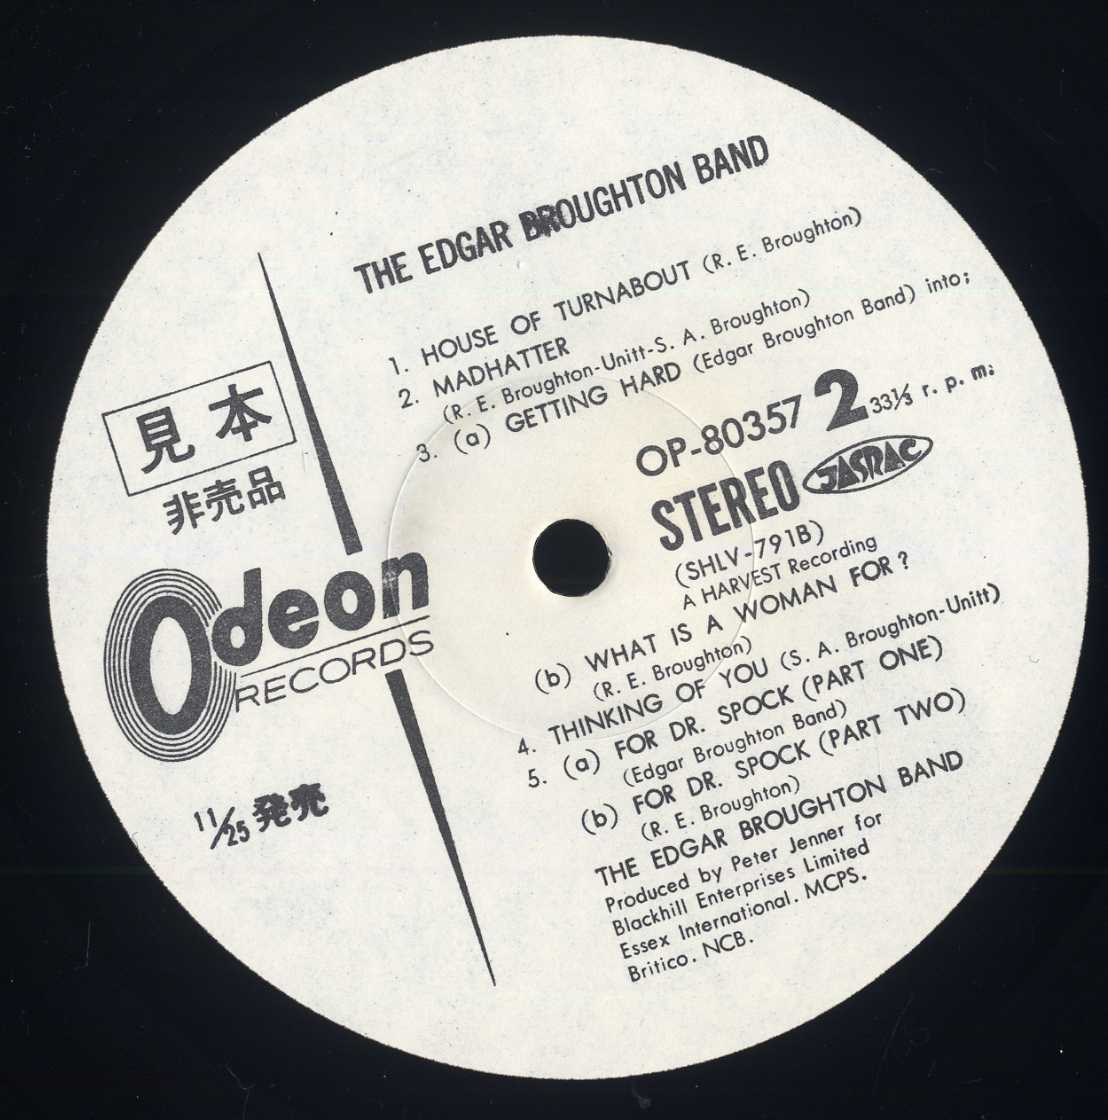 THE EDGAR BROUGHTON BAND
1. HOUSE OF TURNABOUT (R. E. Broughton)
2. MADHATTER
(R. E. Broughton-Unitt-S. A. Broughton)
3. (a) GETTING HARD (Edgar Broughton Band) into;
見本
非売品
OP-80357 2 33⅓ r. p. m.
STEREO JASRAC
(SHLV-791B)
A HARVEST Recording
Odeon
RECORDS
(b) WHAT IS A WOMAN FOR?
(R. E. Broughton)
4. THINKING OF YOU (S. A. Broughton-Unitt)
5. (a) FOR DR. SPOCK (PART ONE)
(Edgar Broughton Band)
(b) FOR DR. SPOCK (PART TWO)
(R. E. Broughton)
11/25 発売
THE EDGAR BROUGHTON BAND
Produced by Peter Jenner for
Blackhill Enterprises Limited
Essex International. MCPS.
Britico. NCB.